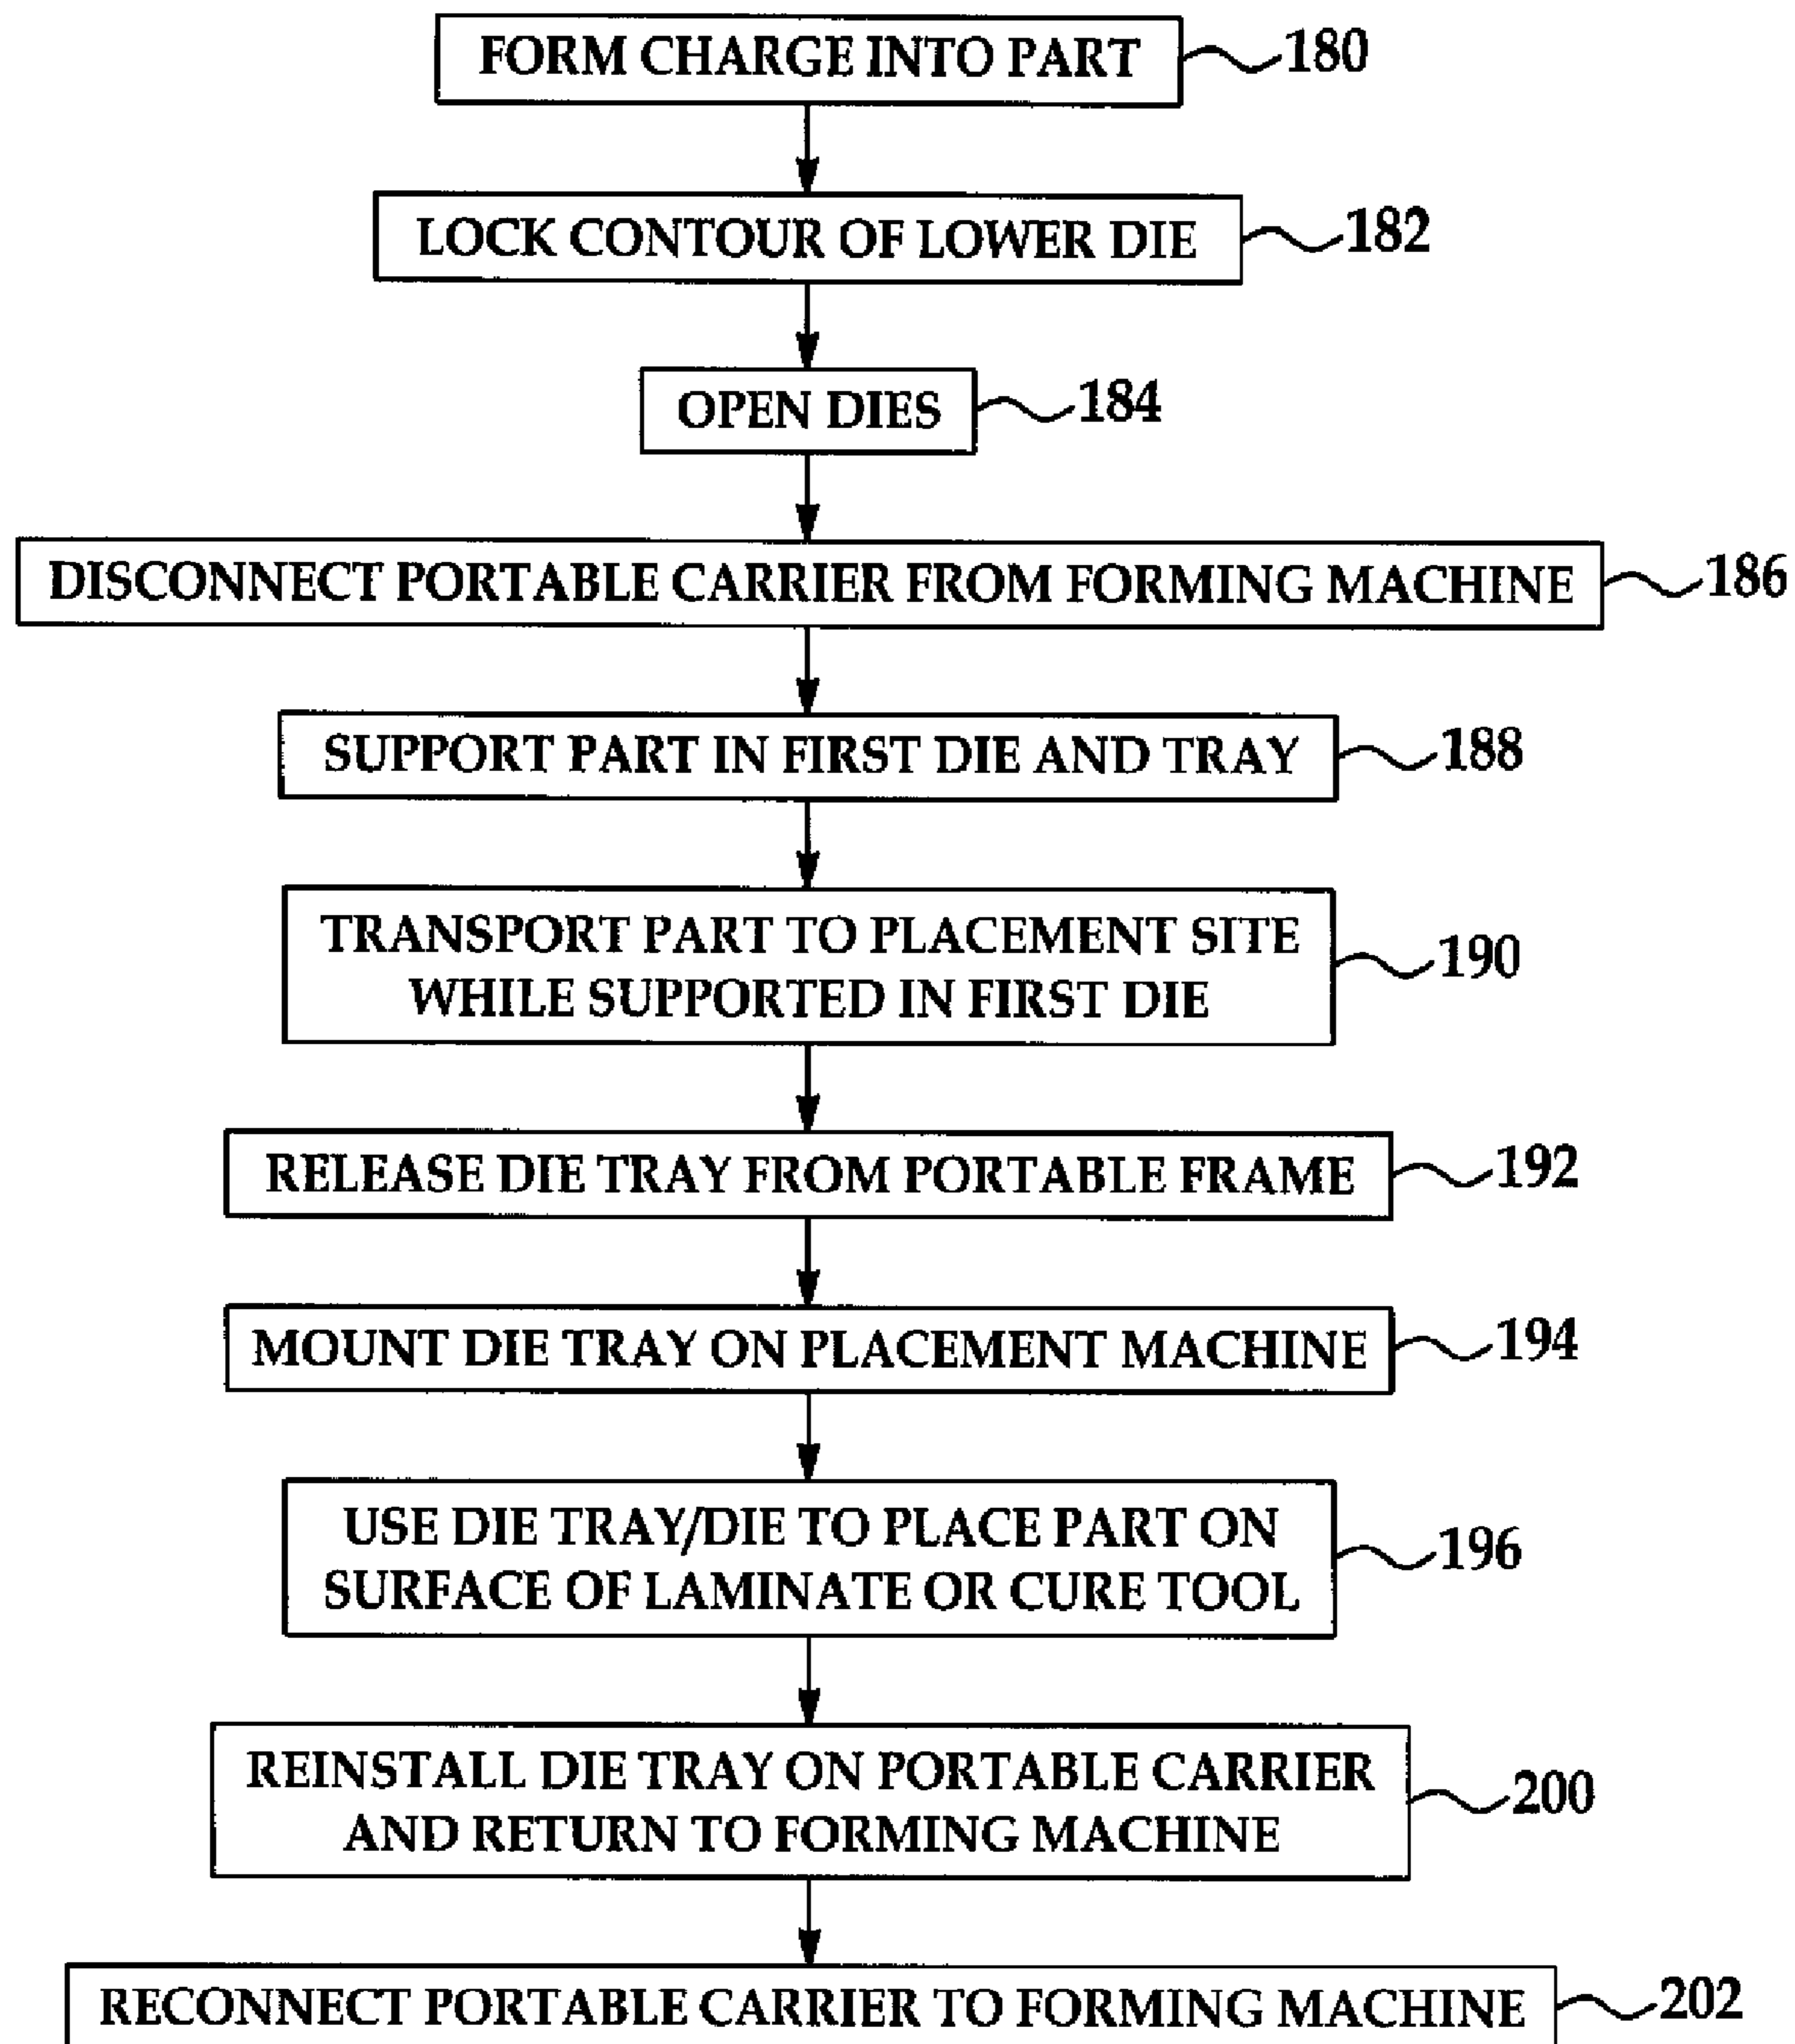 FORM CHARGE INTO PART
180
LOCK CONTOUR OF LOWER DIE
182
OPEN DIES
184
DISCONNECT PORTABLE CARRIER FROM FORMING MACHINE
186
SUPPORT PART IN FIRST DIE AND TRAY
188
TRANSPORT PART TO PLACEMENT SITE
WHILE SUPPORTED IN FIRST DIE
190
RELEASE DIE TRAY FROM PORTABLE FRAME
192
MOUNT DIE TRAY ON PLACEMENT MACHINE
194
USE DIE TRAY/DIE TO PLACE PART ON
SURFACE OF LAMINATE OR CURE TOOL
196
REINSTALL DIE TRAY ON PORTABLE CARRIER
AND RETURN TO FORMING MACHINE
200
RECONNECT PORTABLE CARRIER TO FORMING MACHINE
202